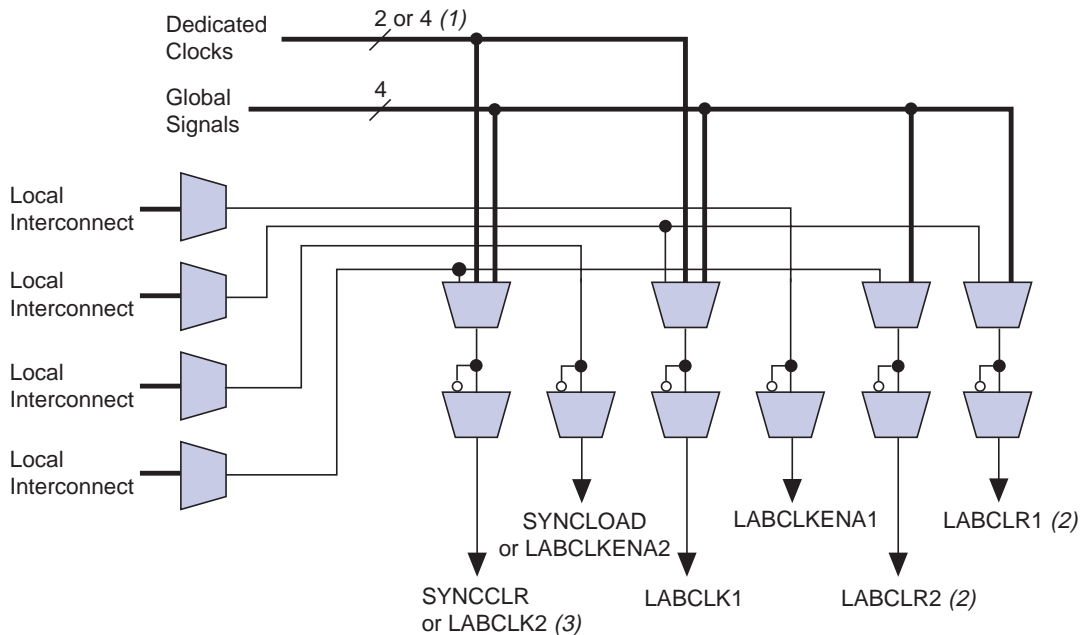 Dedicated
Clocks
2 or 4 (1)
Global
Signals
4
Local
Interconnect
Local
Interconnect
Local
Interconnect
Local
Interconnect
SYNCLOAD
or LABCLKENA2
LABCLKENA1
LABCLR1 (2)
SYNCCLR
or LABCLK2 (3)
LABCLK1
LABCLR2 (2)